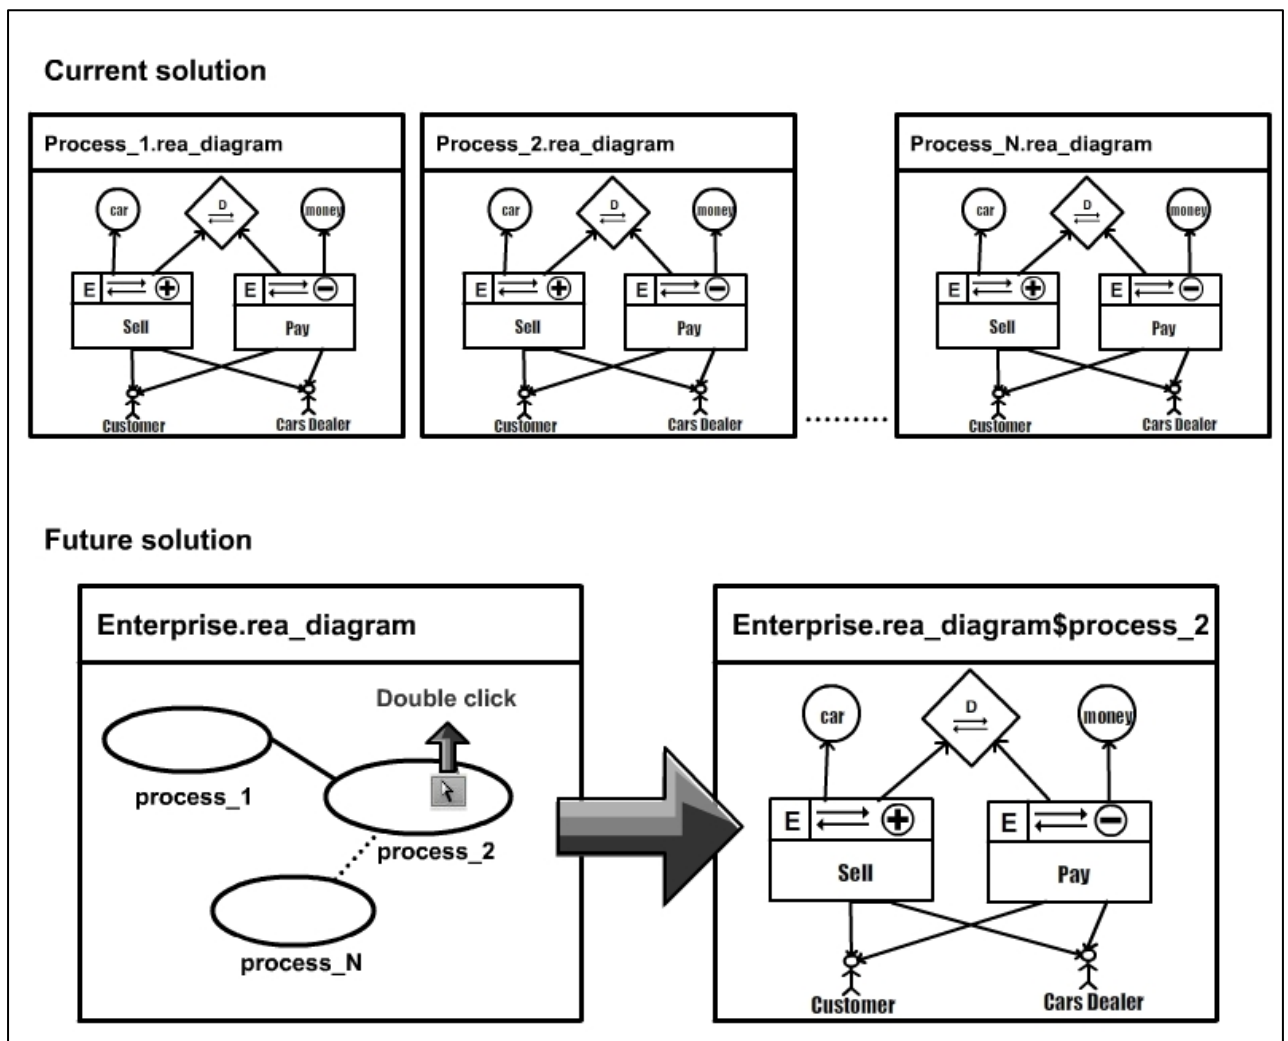 Current solution
Process_1.rea_diagram
car
D
money
E
E
Sell
Pay
Customer
Cars Dealer
Process_2.rea_diagram
car
D
money
E
E
Sell
Pay
Customer
Cars Dealer
.........
Process_N.rea_diagram
car
D
money
E
E
Sell
Pay
Customer
Cars Dealer
Future solution
Enterprise.rea_diagram
Double click
process_1
process_2
process_N
Enterprise.rea_diagram$process_2
car
D
money
E
E
Sell
Pay
Customer
Cars Dealer